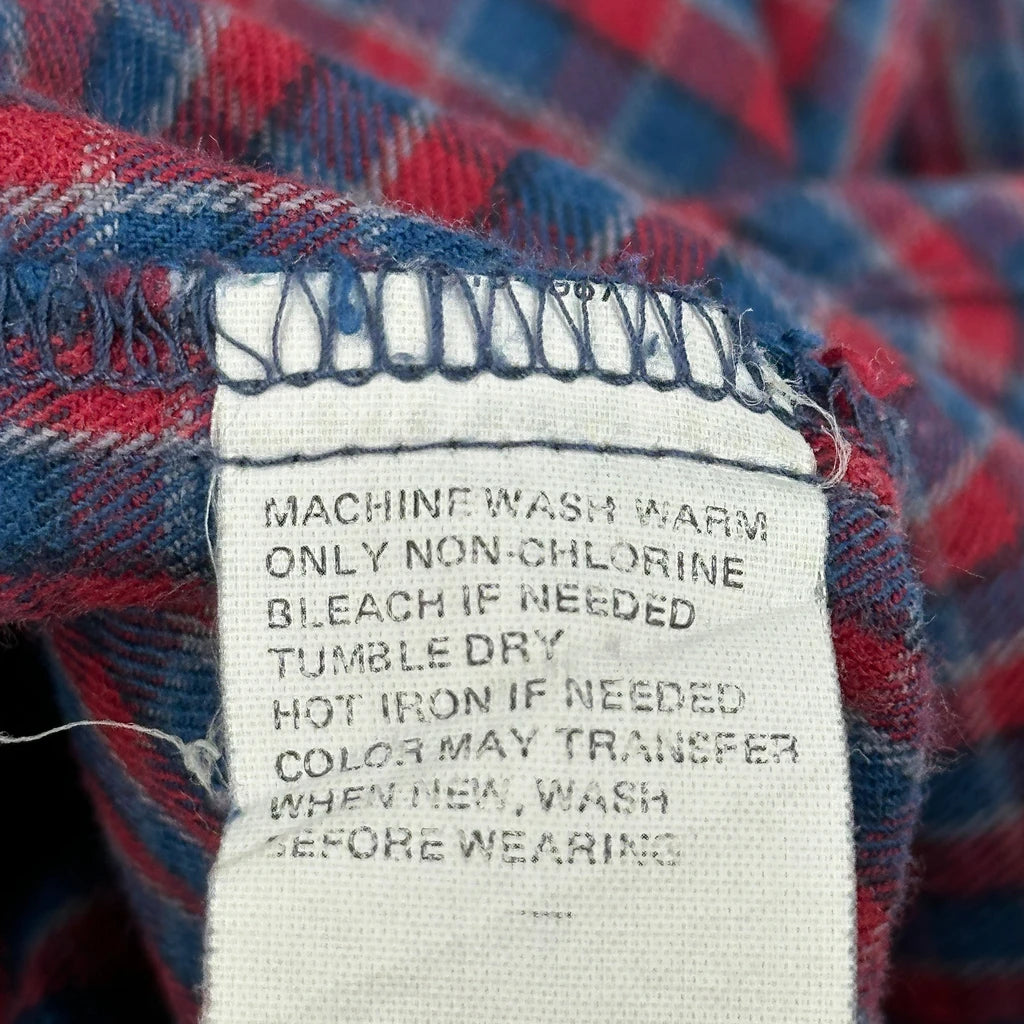 MACHINE WASH WARM
ONLY NON-CHLORINE
BLEACH IF NEEDED
TUMBLE DRY
HOT IRON IF NEEDED
COLOR MAY TRANSFER
WHEN NEW, WASH
BEFORE WEARING